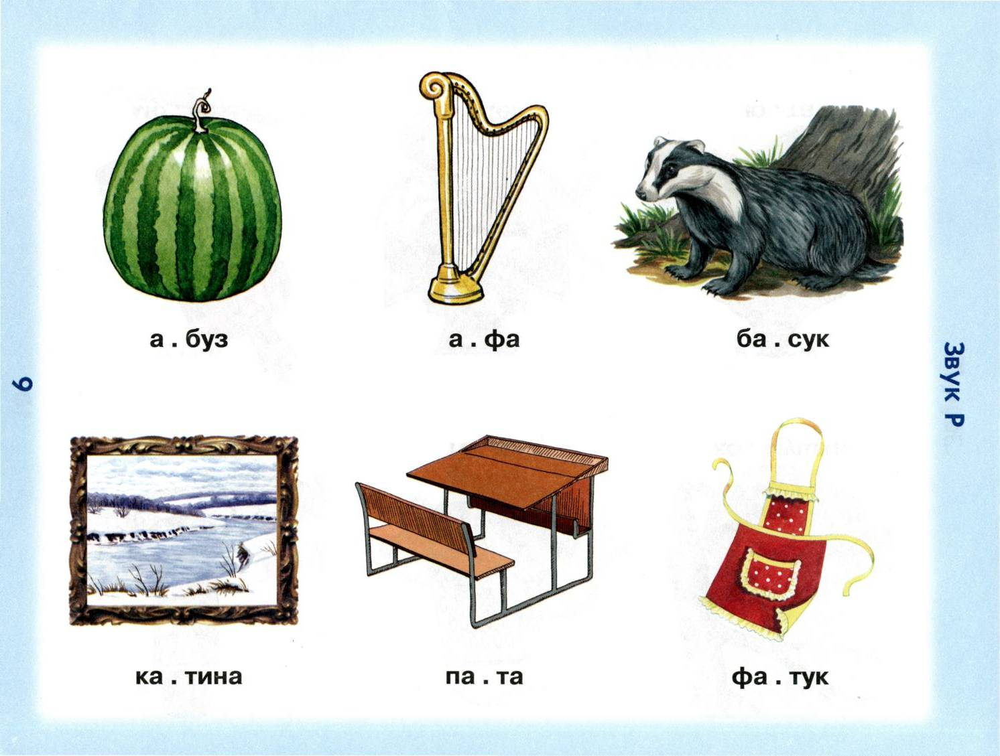 а . буз
а . фа
ба . сук
ка . тина
па . та
фа . тук
Звук Р
9